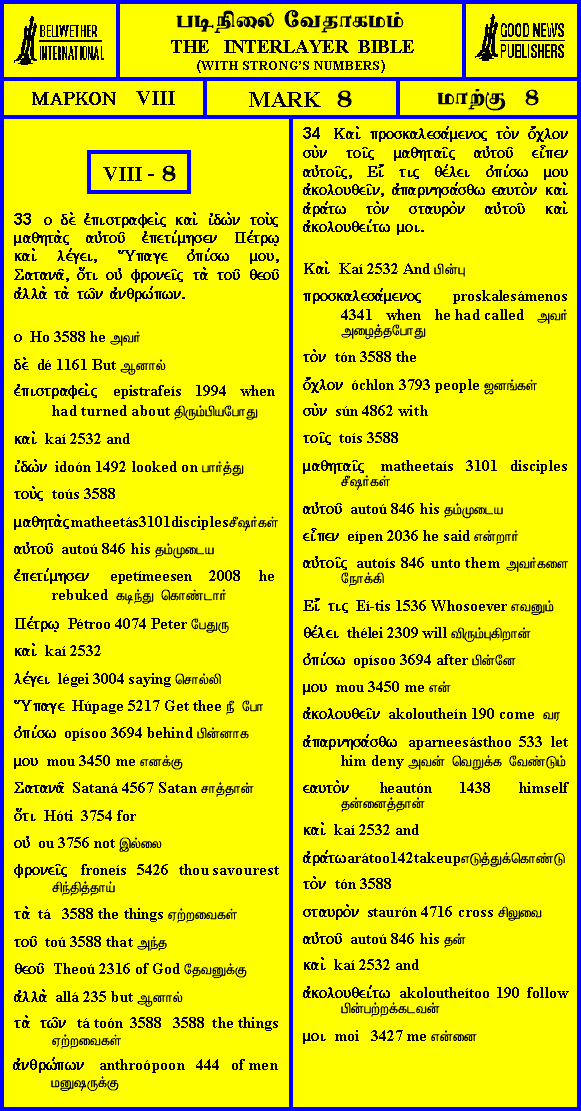 BELLWETHER
INTERNATIONAL
படிநிலை வேதாகமம்
THE INTERLAYER BIBLE
(WITH STRONG'S NUMBERS)
GOOD NEWS
PUBLISHERS
ΜΑΡΚΟΝ VIII
MARK 8
மாற்கு 8
VIII - 8
33 ο δὲ ἐπιστραφεὶς καὶ ἰδὼν τοὺς
μαθητὰς αὐτοῦ ἐπετίμησεν Πέτρῳ
καὶ λέγει, Ὕπαγε ὀπίσω μου,
Σατανᾶ, ὅτι οὐ φρονεῖς τὰ τοῦ θεοῦ
ἀλλὰ τὰ τῶν ἀνθρώπων.
ο Ho 3588 he அவர்
δὲ dé 1161 But ஆனால்
ἐπιστραφεὶς epistrafeís 1994 when
had turned about திரும்பியபோது
καὶ kaí 2532 and
ἰδὼν idoón 1492 looked on பார்த்து
τοὺς toús 3588
μαθητὰς matheetás 3101 disciples சீஷர்கள்
αὐτοῦ autoú 846 his தம்முடைய
ἐπετίμησεν epetímeesen 2008 he
rebuked கடிந்து கொண்டார்
Πέτρῳ Pétroo 4074 Peter பேதுரு
καὶ kaí 2532
λέγει légei 3004 saying சொல்லி
Ὕπαγε Húpage 5217 Get thee நீ போ
ὀπίσω opísoo 3694 behind பின்னாக
μου mou 3450 me எனக்கு
Σατανᾶ Sataná 4567 Satan சாத்தான்
ὅτι Hóti 3754 for
οὐ ou 3756 not இல்லை
φρονεῖς froneís 5426 thou savourest
சிந்தித்தாய்
τὰ tá 3588 the things ஏற்றவைகள்
τοῦ toú 3588 that அந்த
θεοῦ Theoú 2316 of God தேவனுக்கு
ἀλλὰ allá 235 but ஆனால்
τὰ τῶν tá toón 3588 3588 the things
ஏற்றவைகள்
ἀνθρώπων anthroópoon 444 of men
மனுஷருக்கு
34 Καὶ προσκαλεσάμενος τὸν ὄχλον
σὺν τοῖς μαθηταῖς αὐτοῦ εἶπεν
αὐτοῖς, Εἴ τις θέλει ὀπίσω μου
ἀκολουθεῖν, ἀπαρνησάσθω εαυτὸν καὶ
ἀράτω τὸν σταυρὸν αὐτοῦ καὶ
ἀκολουθείτω μοι.
Καὶ Kaí 2532 And பின்பு
προσκαλεσάμενος proskalesámenos
4341 when he had called அவர்
அழைத்தபோது
τὸν tón 3588 the
ὄχλον óchlon 3793 people ஜனங்கள்
σὺν sún 4862 with
τοῖς toís 3588
μαθηταῖς matheetaís 3101 disciples
சீஷர்கள்
αὐτοῦ autoú 846 his தம்முடைய
εἶπεν eípen 2036 he said என்றார்
αὐτοῖς autoís 846 unto them அவர்களை
நோக்கி
Εἴ τις Eí-tis 1536 Whosoever எவனும்
θέλει thélei 2309 will விரும்புகிறான்
ὀπίσω opísoo 3694 after பின்னே
μου mou 3450 me என்
ἀκολουθεῖν akolouthein 190 come வர
ἀπαρνησάσθω aparneesásthoo 533 let
him deny அவன் வெறுக்க வேண்டும்
εαυτὸν heautón 1438 himself
தன்னைத்தான்
καὶ kaí 2532 and
ἀράτω arátoo 142 take up எடுத்துக்கொண்டு
τὸν tón 3588
σταυρὸν staurón 4716 cross சிலுவை
αὐτοῦ autoú 846 his தன்
καὶ kaí 2532 and
ἀκολουθείτω akoloutheítoo 190 follow
பின்பற்றக்கடவன்
μοι moi 3427 me என்னை